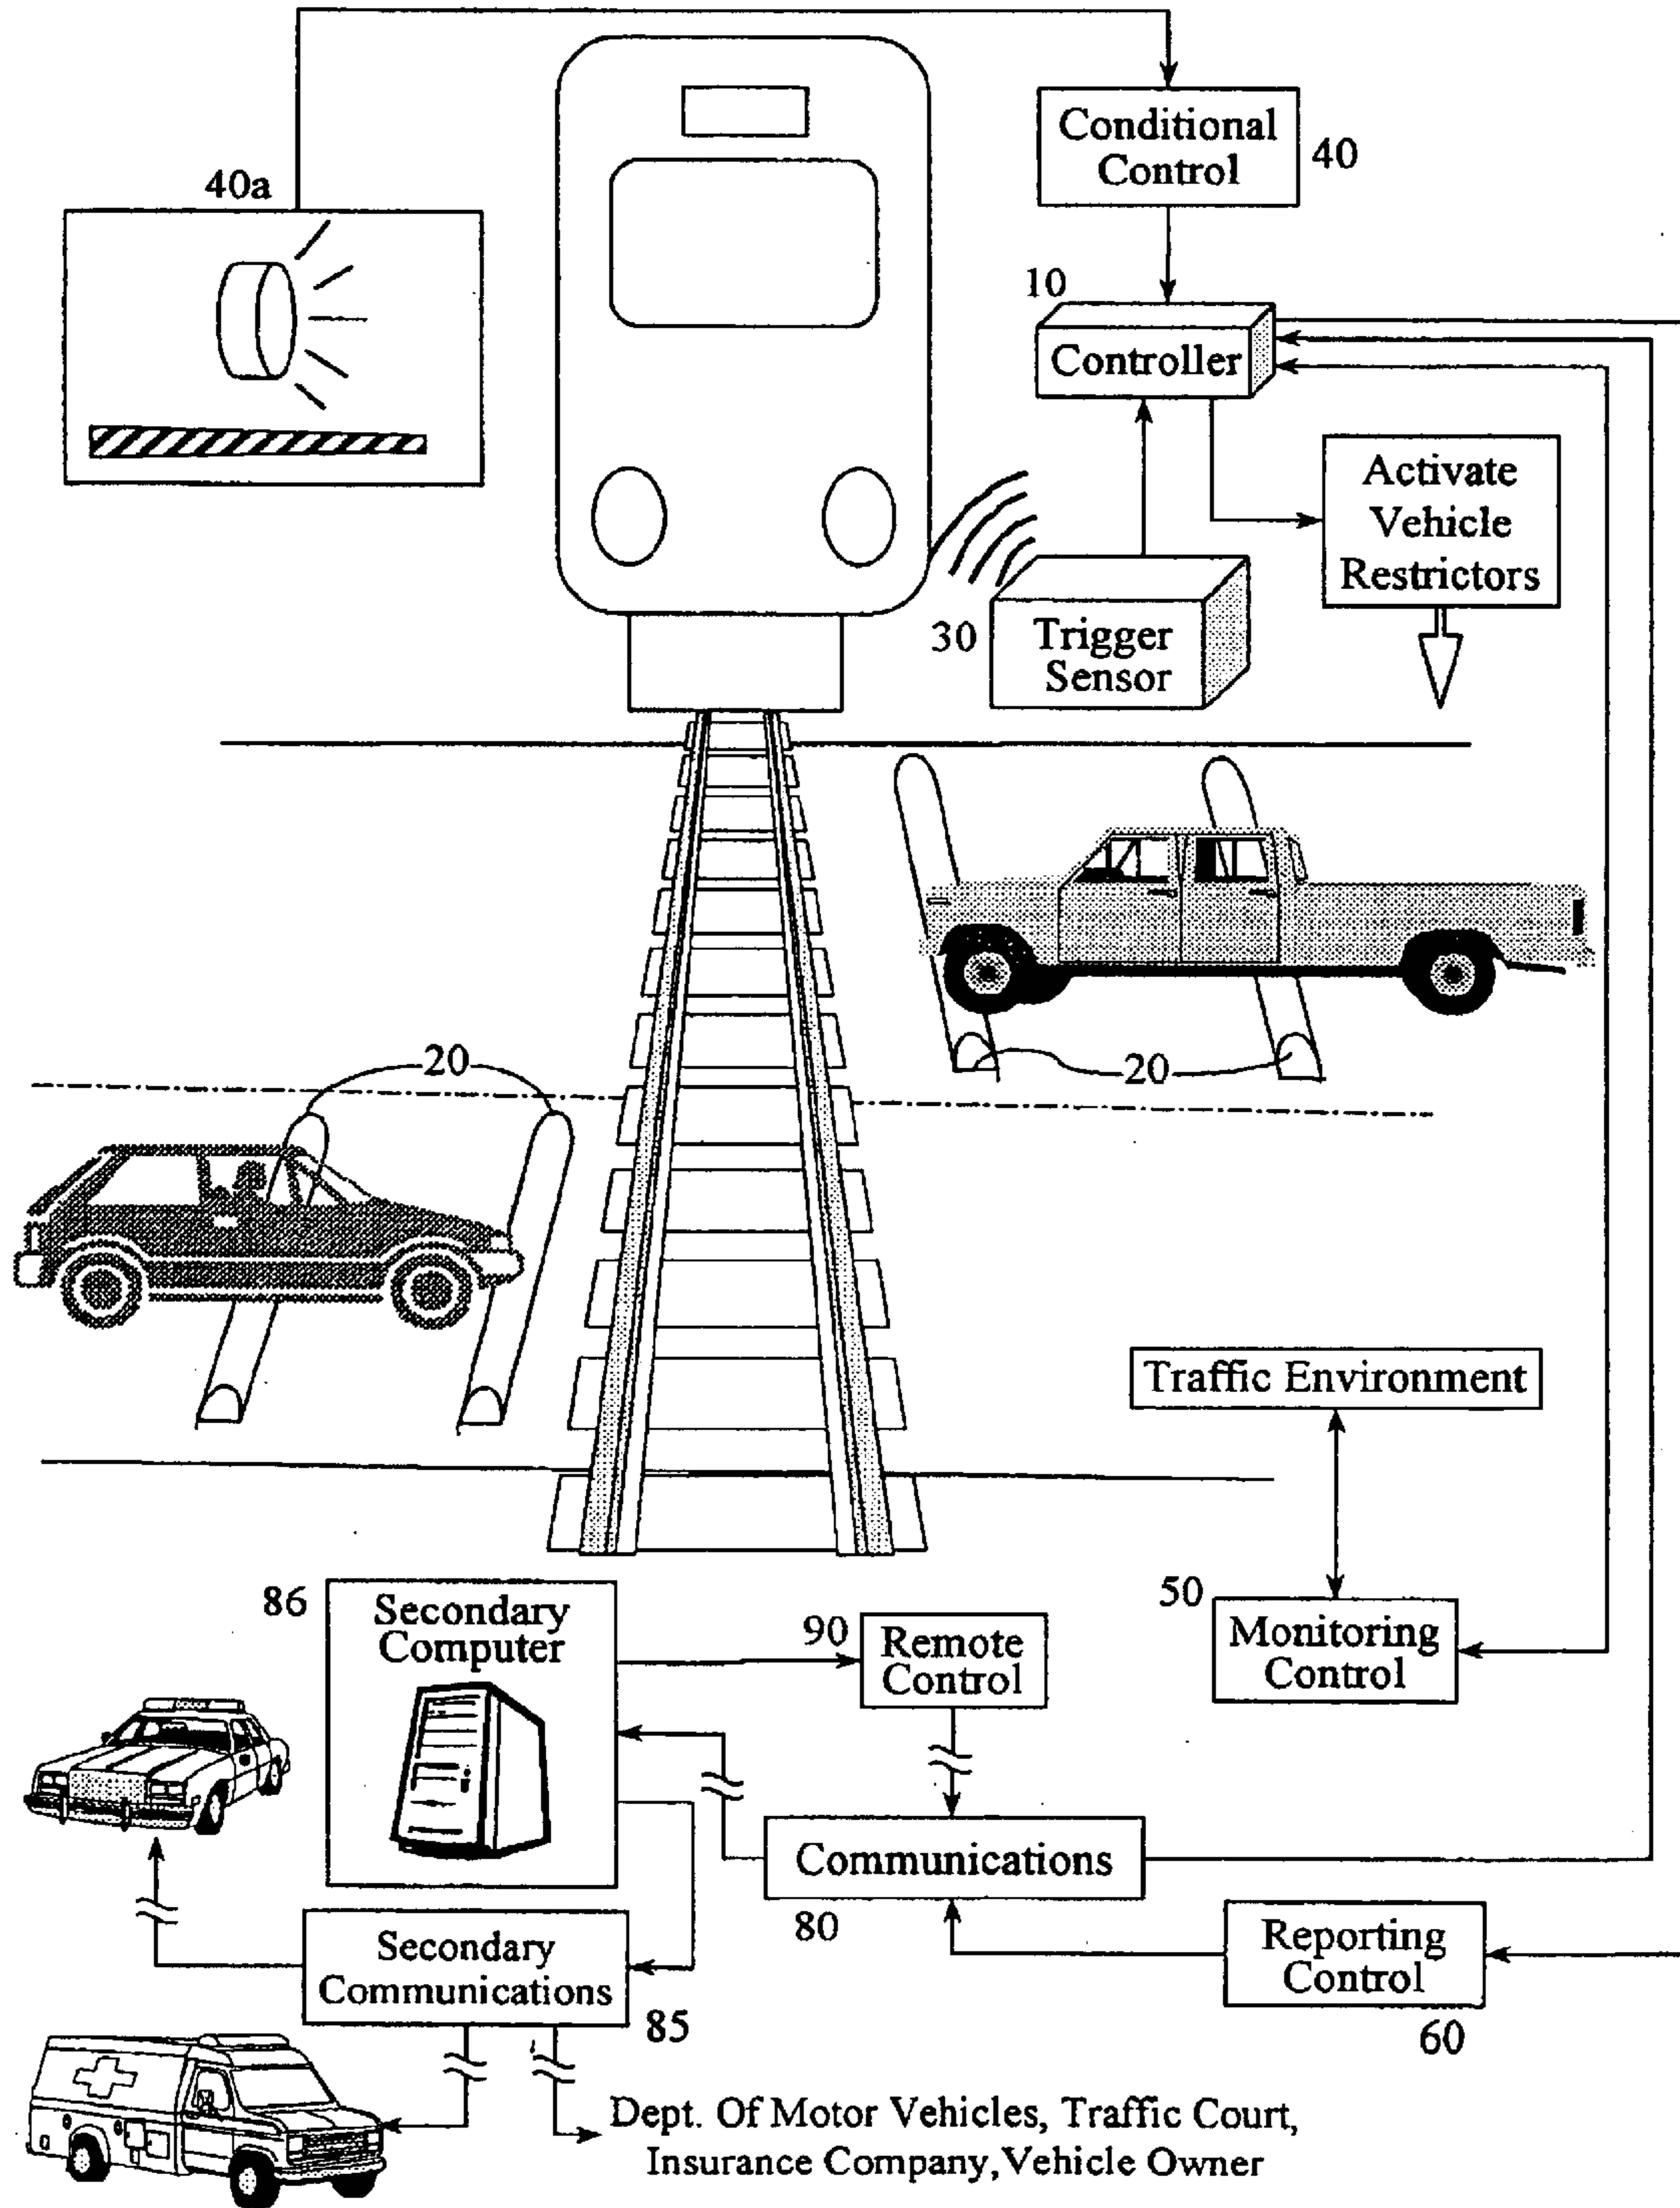 40a
Conditional
Control
40
10
Controller
Activate
Vehicle
Restrictors
30
Trigger
Sensor
20
20
Traffic Environment
86
Secondary
Computer
90
Remote
Control
50
Monitoring
Control
Communications
80
Secondary
Communications
85
Reporting
Control
60
Dept. Of Motor Vehicles, Traffic Court,
Insurance Company, Vehicle Owner